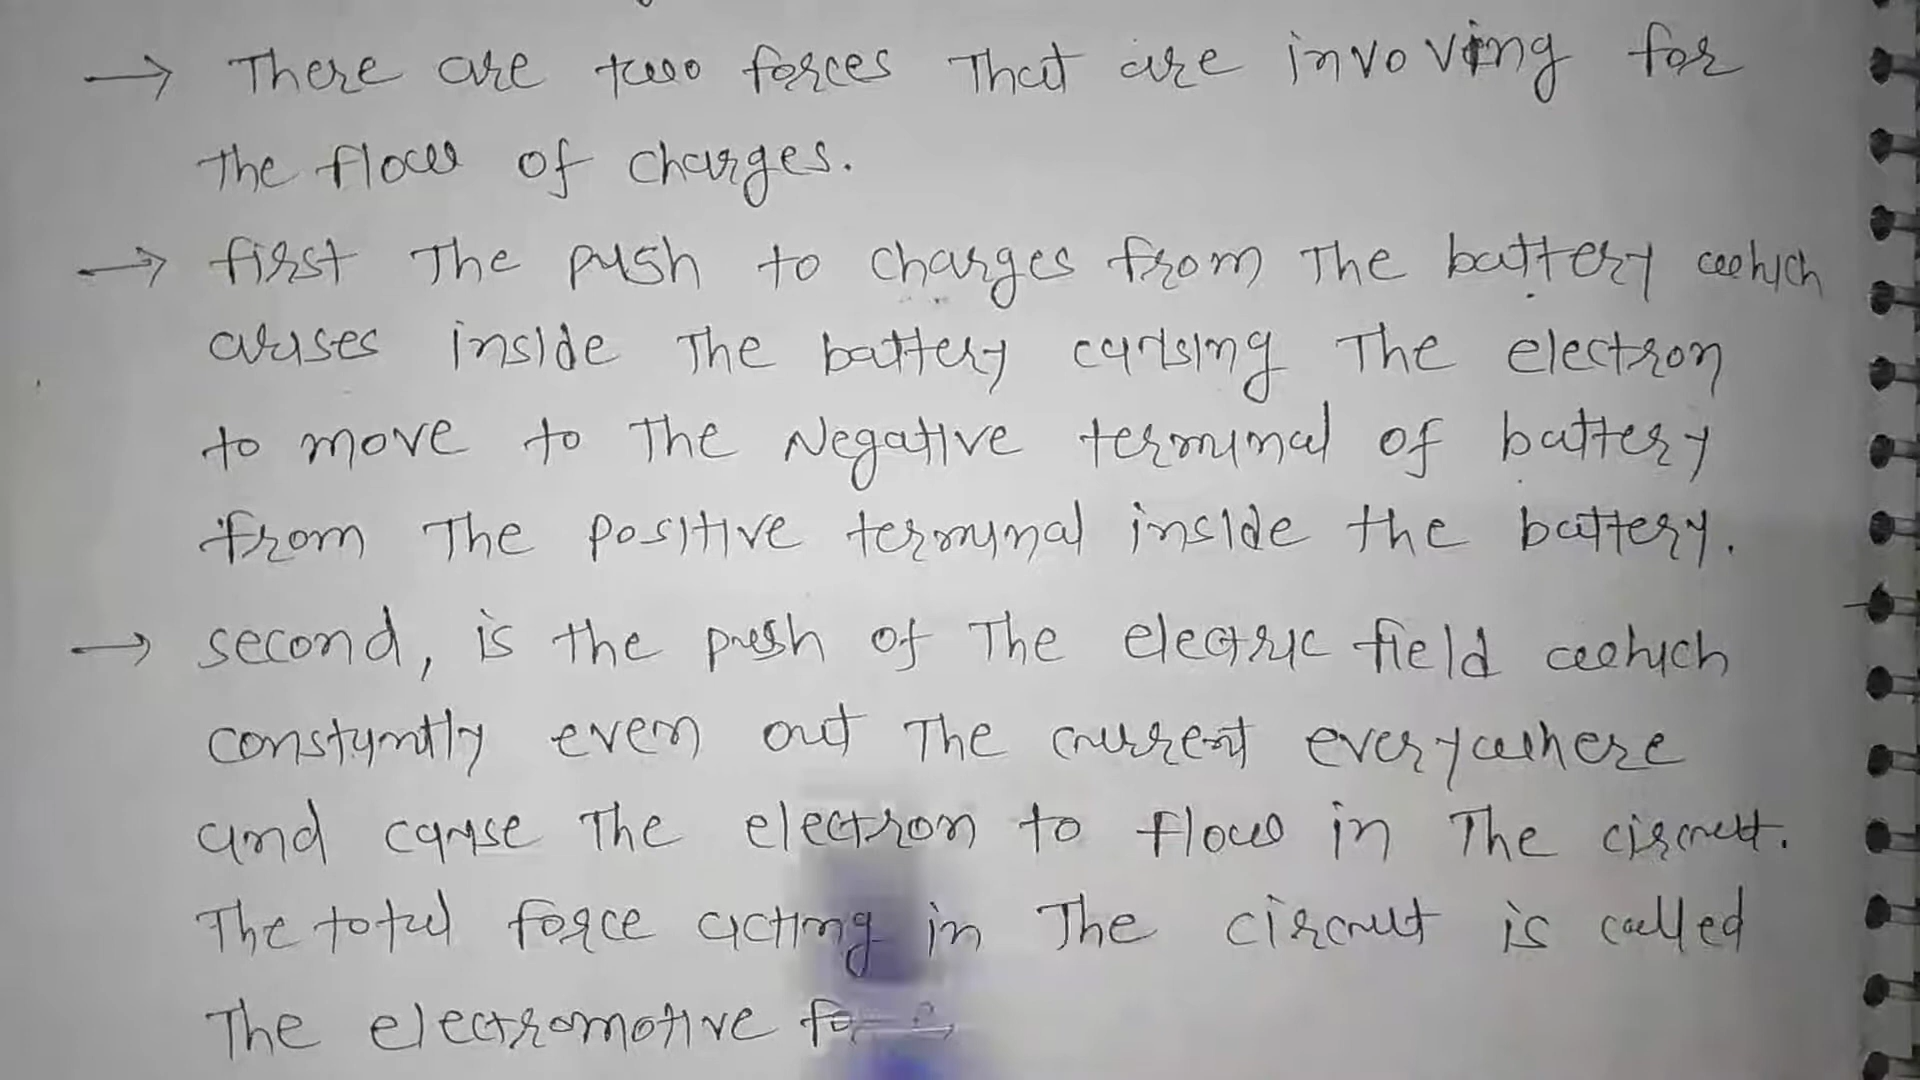 → There are two forces That are invoving for
the flow of charges.
→ first The push to charges from The battery which
arises inside The battery causing The electron
to move to The Negative terminal of battery
from The positive terminal inside the battery.
→ second, is the push of The electric field which
constantly even out The current everywhere
and cause The electron to flow in The circuit.
The total force acting in The circuit is called
The electromotive